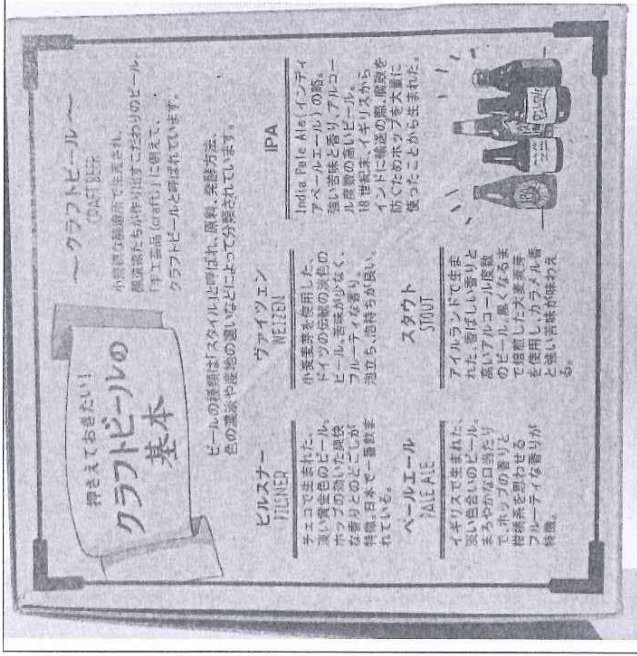 押さえておきたい!
クラフトビールの
基本
〜クラフトビール〜
CRAFT BEER
小規模な醸造所で生産され、
醸造家たちが作り出すこだわりのビール。
「手工芸品(craft)」に例えて、
クラフトビールと呼ばれています。
ビールの種類は「スタイル」と呼ばれ、原料、発酵方法、
色の濃淡や産地の違いなどによって分類されています。
ピルスナー
PILSNER
チェコで生まれた、
淡い黄金色のビール。
ホップの効いた爽快
な香りとのどごしが
特徴。日本で一番飲ま
れている。
ヴァイツェン
WEIZEN
小麦麦芽を使用した、
ドイツの伝統の淡色の
ビール。苦味が少なく、
フルーティな香り。
泡立ち、泡持ちが良い。
IPA
India Pale Ale(インディ
アペールエール)の略。
強い苦味と香り、アルコー
ル度数の高いビール。
18世紀末、イギリスから
インドに輸送の際、腐敗を
防ぐためホップを大量に
使ったことから生まれた。
ペールエール
PALE ALE
イギリスで生まれた、
淡い色合いのビール。
まろやかな口当たり
で、ホップの香りと
柑橘系を思わせる
フルーティな香りが
特徴。
スタウト
STOUT
アイルランドで生ま
れた、香ばしい香りと
高いアルコール度数
のビール。黒くなるま
で焙煎した大麦麦芽
を使用し、カラメル香
と強い苦味が味わえ
る。